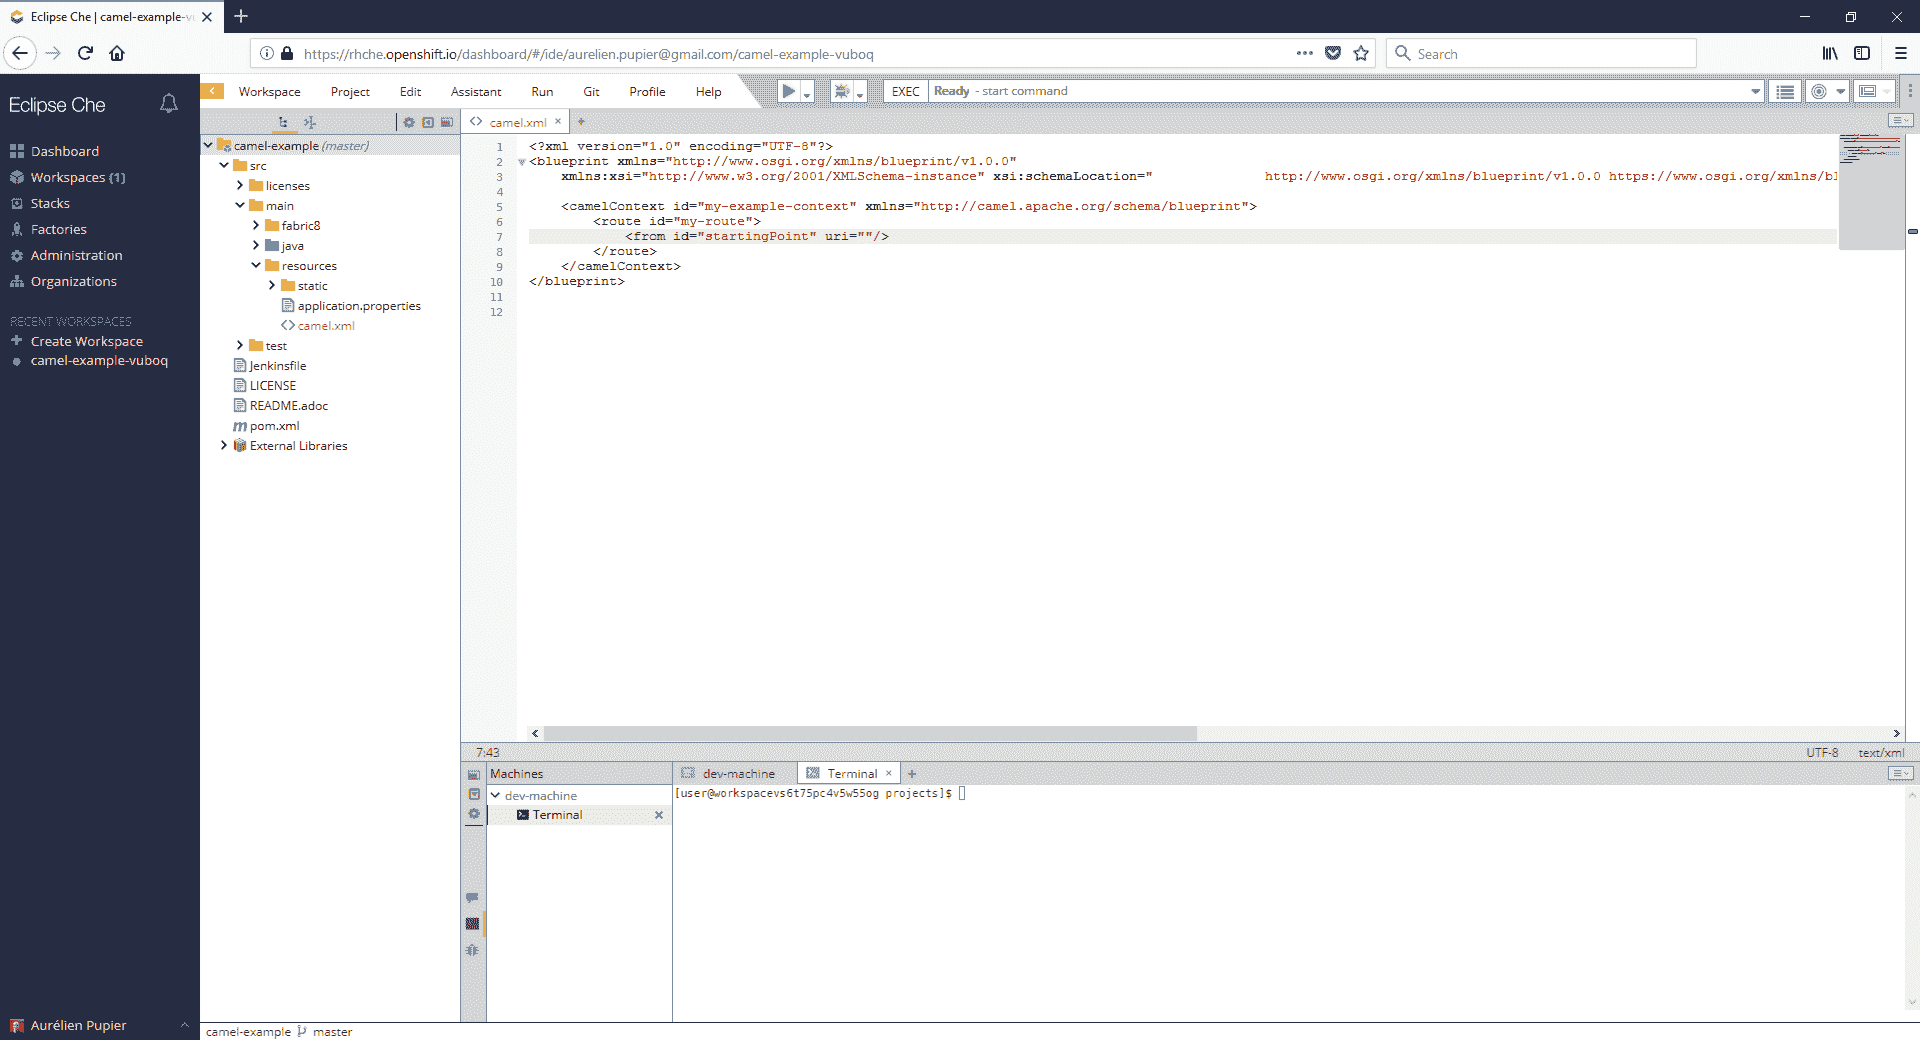 Eclipse Che | camel-example-vu
https://rhche.openshift.io/dashboard/#/ide/aurelien.pupier@gmail.com/camel-example-vuboq
Search
Eclipse Che
Dashboard
Workspaces (1)
Stacks
Factories
Administration
Organizations
RECENT WORKSPACES
Create Workspace
camel-example-vuboq
Aurélien Pupier
Workspace Project Edit Assistant Run Git Profile Help
EXEC Ready - start command
camel-example (master)
src
licenses
main
fabric8
java
resources
static
application.properties
camel.xml
test
Jenkinsfile
LICENSE
README.adoc
pom.xml
External Libraries
camel.xml
1 <?xml version="1.0" encoding="UTF-8"?>
2 <blueprint xmlns="http://www.osgi.org/xmlns/blueprint/v1.0.0"
3 xmlns:xsi="http://www.w3.org/2001/XMLSchema-instance" xsi:schemaLocation=" http://www.osgi.org/xmlns/blueprint/v1.0.0 https://www.osgi.org/xmlns/bl
4
5 <camelContext id="my-example-context" xmlns="http://camel.apache.org/schema/blueprint">
6 <route id="my-route">
7 <from id="startingPoint" uri=""/>
8 </route>
9 </camelContext>
10 </blueprint>
11
12
7:43 UTF-8 text/xml
Machines
dev-machine
Terminal
dev-machine Terminal
[user@workspacevs6t75pc4v5w55og projects]$
camel-example master